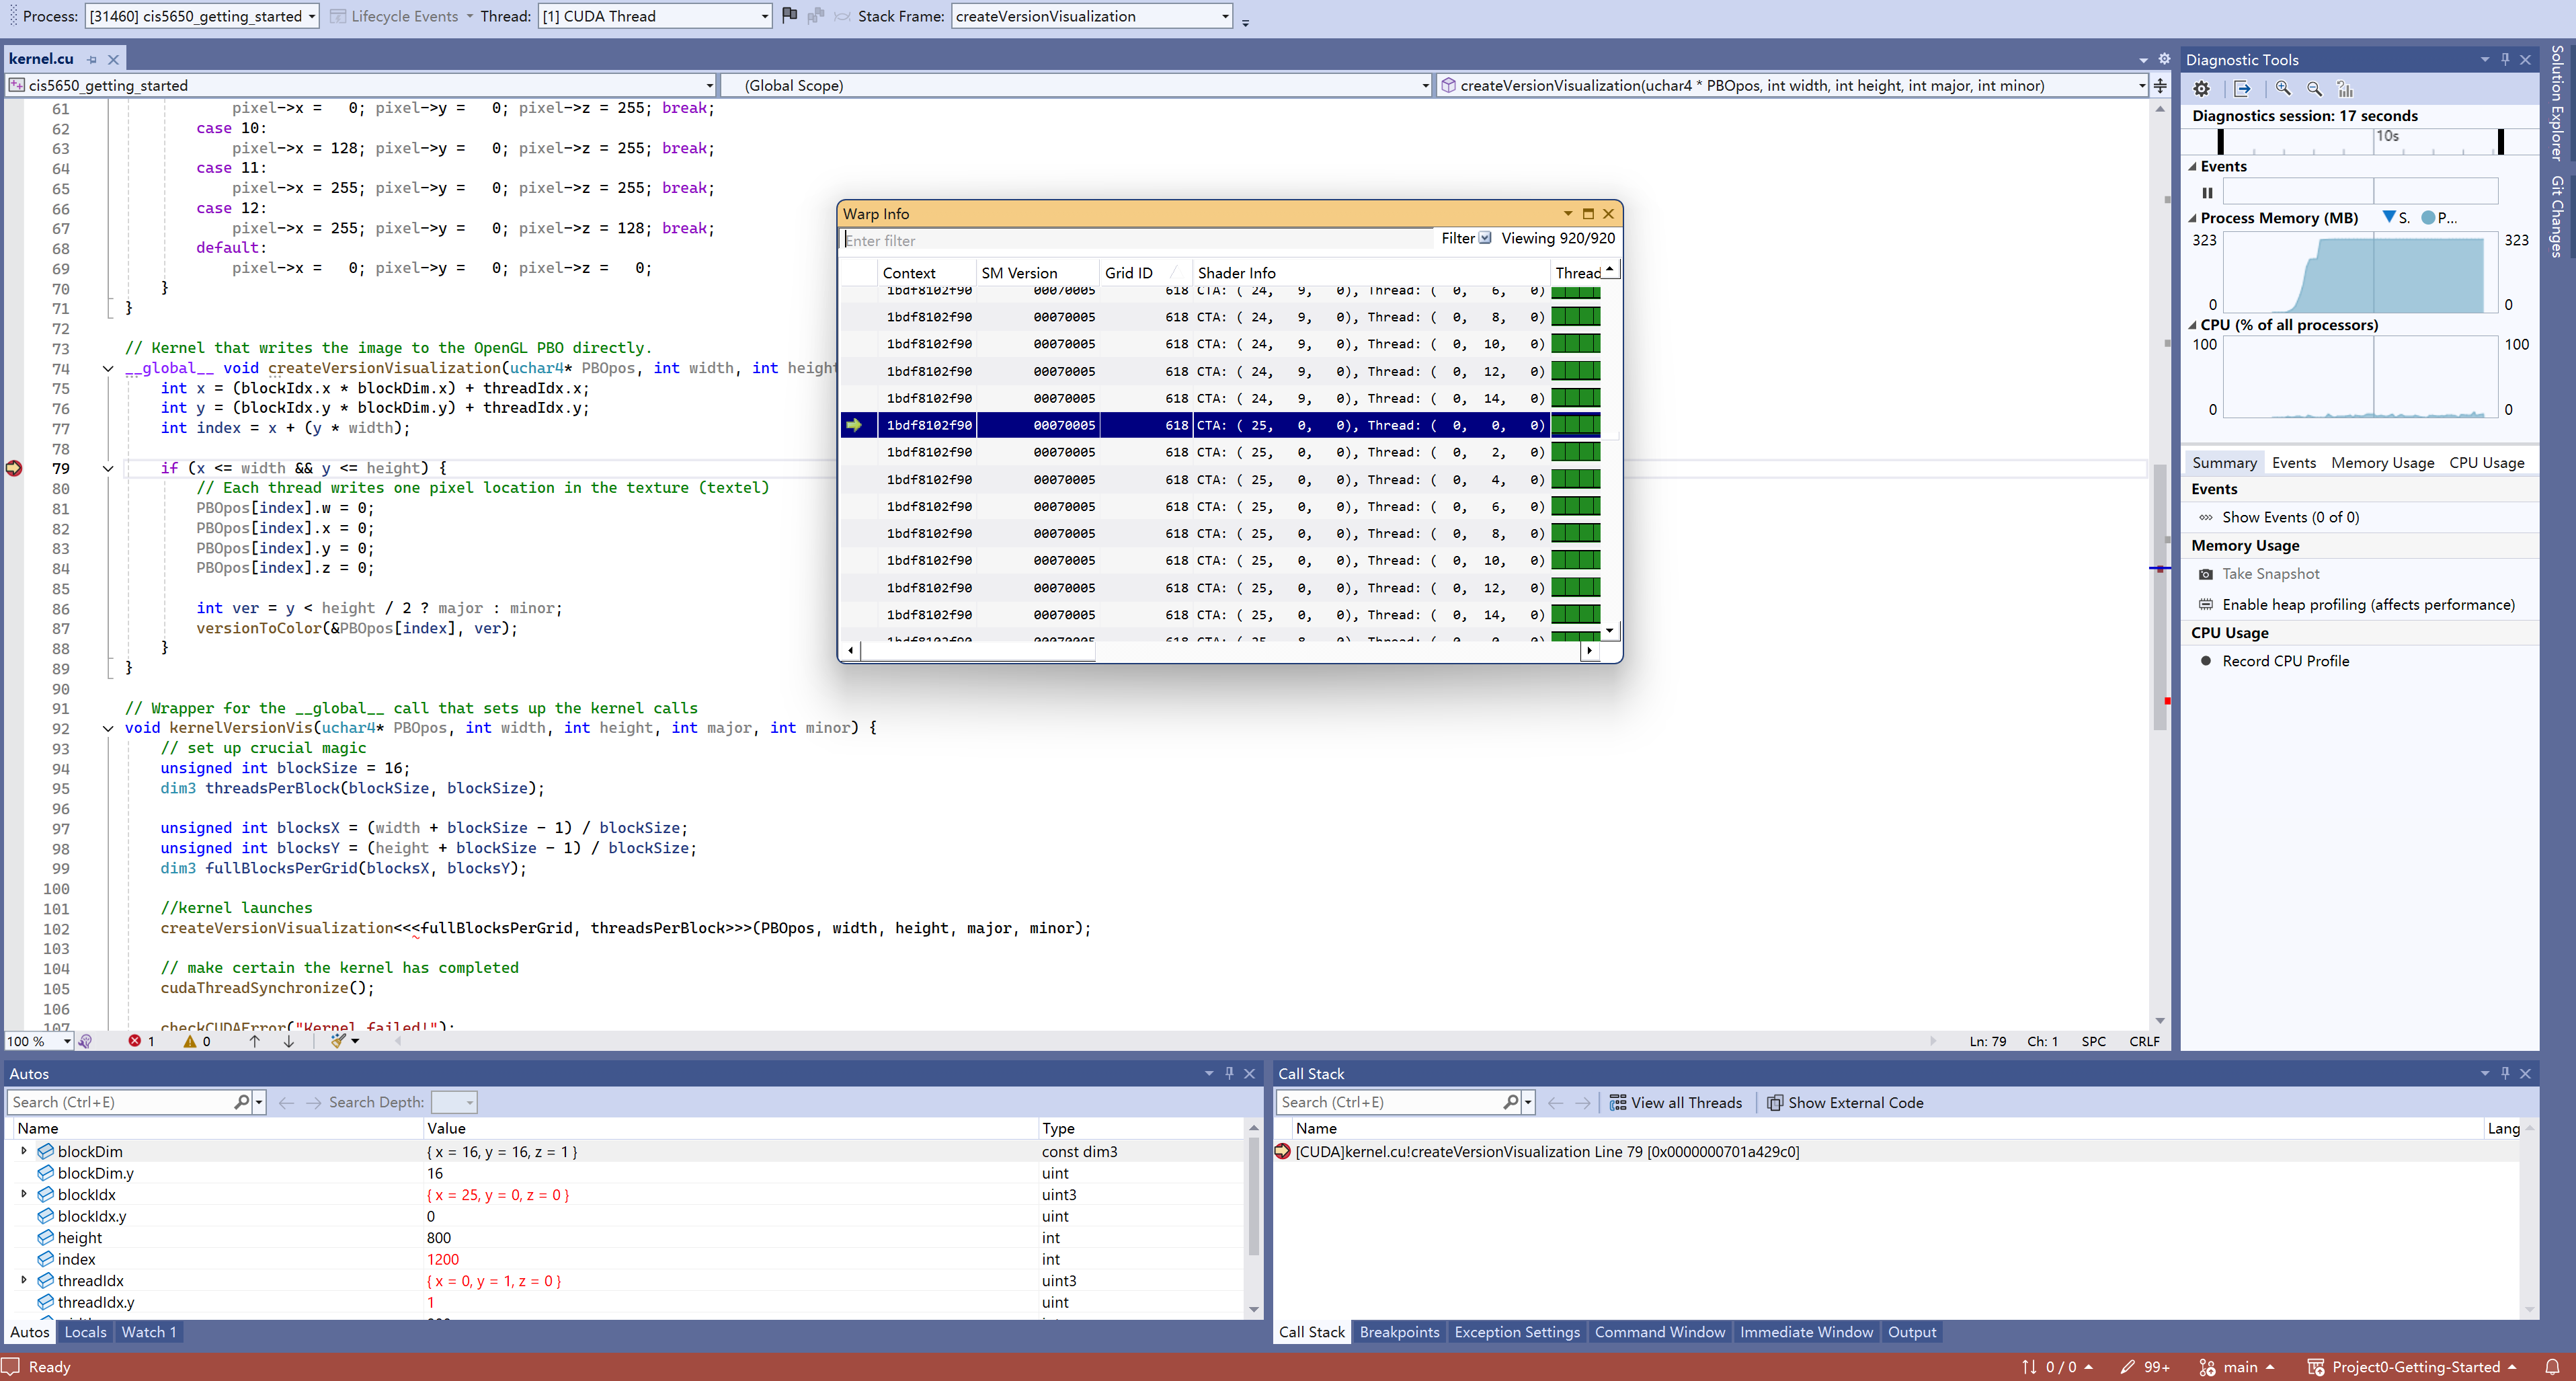 Process: [31460] cis5650_getting_started Lifecycle Events Thread: [1] CUDA Thread Stack Frame: createVersionVisualization
kernel.cu
cis5650_getting_started (Global Scope) createVersionVisualization(uchar4 * PBOpos, int width, int height, int major, int minor)
61 pixel->x =   0; pixel->y =   0; pixel->z = 255; break;
62 case 10:
63 pixel->x = 128; pixel->y =   0; pixel->z = 255; break;
64 case 11:
65 pixel->x = 255; pixel->y =   0; pixel->z = 255; break;
66 case 12:
67 pixel->x = 255; pixel->y =   0; pixel->z = 128; break;
68 default:
69 pixel->x =   0; pixel->y =   0; pixel->z =   0;
70 }
71 }
72
73 // Kernel that writes the image to the OpenGL PBO directly.
74 __global__ void createVersionVisualization(uchar4* PBOpos, int width, int height
75 int x = (blockIdx.x * blockDim.x) + threadIdx.x;
76 int y = (blockIdx.y * blockDim.y) + threadIdx.y;
77 int index = x + (y * width);
78
79 if (x <= width && y <= height) {
80 // Each thread writes one pixel location in the texture (textel)
81 PBOpos[index].w = 0;
82 PBOpos[index].x = 0;
83 PBOpos[index].y = 0;
84 PBOpos[index].z = 0;
85
86 int ver = y < height / 2 ? major : minor;
87 versionToColor(&PBOpos[index], ver);
88 }
89 }
90
91 // Wrapper for the __global__ call that sets up the kernel calls
92 void kernelVersionVis(uchar4* PBOpos, int width, int height, int major, int minor) {
93 // set up crucial magic
94 unsigned int blockSize = 16;
95 dim3 threadsPerBlock(blockSize, blockSize);
96
97 unsigned int blocksX = (width + blockSize - 1) / blockSize;
98 unsigned int blocksY = (height + blockSize - 1) / blockSize;
99 dim3 fullBlocksPerGrid(blocksX, blocksY);
100
101 //kernel launches
102 createVersionVisualization<<<fullBlocksPerGrid, threadsPerBlock>>>(PBOpos, width, height, major, minor);
103
104 // make certain the kernel has completed
105 cudaThreadSynchronize();
106
107 checkCUDAError("Kernel failed!");
100 % 1 0 Ln: 79 Ch: 1 SPC CRLF
Warp Info
Enter filter Filter Viewing 920/920
Context SM Version Grid ID Shader Info Thread
1bdf8102f90 00070005 618 CTA: ( 24, 9, 0), Thread: ( 0, 6, 0)
1bdf8102f90 00070005 618 CTA: ( 24, 9, 0), Thread: ( 0, 8, 0)
1bdf8102f90 00070005 618 CTA: ( 24, 9, 0), Thread: ( 0, 10, 0)
1bdf8102f90 00070005 618 CTA: ( 24, 9, 0), Thread: ( 0, 12, 0)
1bdf8102f90 00070005 618 CTA: ( 24, 9, 0), Thread: ( 0, 14, 0)
1bdf8102f90 00070005 618 CTA: ( 25, 0, 0), Thread: ( 0, 0, 0)
1bdf8102f90 00070005 618 CTA: ( 25, 0, 0), Thread: ( 0, 2, 0)
1bdf8102f90 00070005 618 CTA: ( 25, 0, 0), Thread: ( 0, 4, 0)
1bdf8102f90 00070005 618 CTA: ( 25, 0, 0), Thread: ( 0, 6, 0)
1bdf8102f90 00070005 618 CTA: ( 25, 0, 0), Thread: ( 0, 8, 0)
1bdf8102f90 00070005 618 CTA: ( 25, 0, 0), Thread: ( 0, 10, 0)
1bdf8102f90 00070005 618 CTA: ( 25, 0, 0), Thread: ( 0, 12, 0)
1bdf8102f90 00070005 618 CTA: ( 25, 0, 0), Thread: ( 0, 14, 0)
Diagnostic Tools
Diagnostics session: 17 seconds
10s
Events
Process Memory (MB) S. P...
323 323
0 0
CPU (% of all processors)
100 100
0 0
Summary Events Memory Usage CPU Usage
Events
Show Events (0 of 0)
Memory Usage
Take Snapshot
Enable heap profiling (affects performance)
CPU Usage
Record CPU Profile
Solution Explorer
Git Changes
Autos
Search (Ctrl+E) Search Depth:
Name Value Type
blockDim { x = 16, y = 16, z = 1 } const dim3
blockDim.y 16 uint
blockIdx { x = 25, y = 0, z = 0 } uint3
blockIdx.y 0 uint
height 800 int
index 1200 int
threadIdx { x = 0, y = 1, z = 0 } uint3
threadIdx.y 1 uint
Autos Locals Watch 1
Call Stack
Search (Ctrl+E) View all Threads Show External Code
Name Lang
[CUDA]kernel.cu!createVersionVisualization Line 79 [0x0000000701a429c0]
Call Stack Breakpoints Exception Settings Command Window Immediate Window Output
Ready 0 / 0 99+ main Project0-Getting-Started